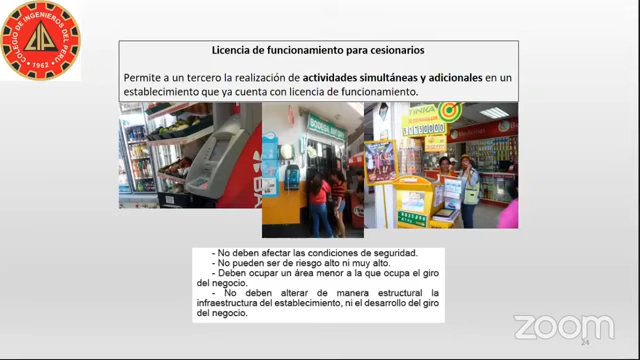 COLEGIO DE INGENIEROS DEL PERU
1962
Licencia de funcionamiento para cesionarios
Permite a un tercero la realización de actividades simultáneas y adicionales en un
establecimiento que ya cuenta con licencia de funcionamiento.
BODEGA
TINKA
- No deben afectar las condiciones de seguridad.
- No pueden ser de riesgo alto ni muy alto.
- Deben ocupar un área menor a la que ocupa el giro
del negocio.
- No deben alterar de manera estructural la
infraestructura del establecimiento, ni el desarrollo del giro
del negocio.
zoom
24